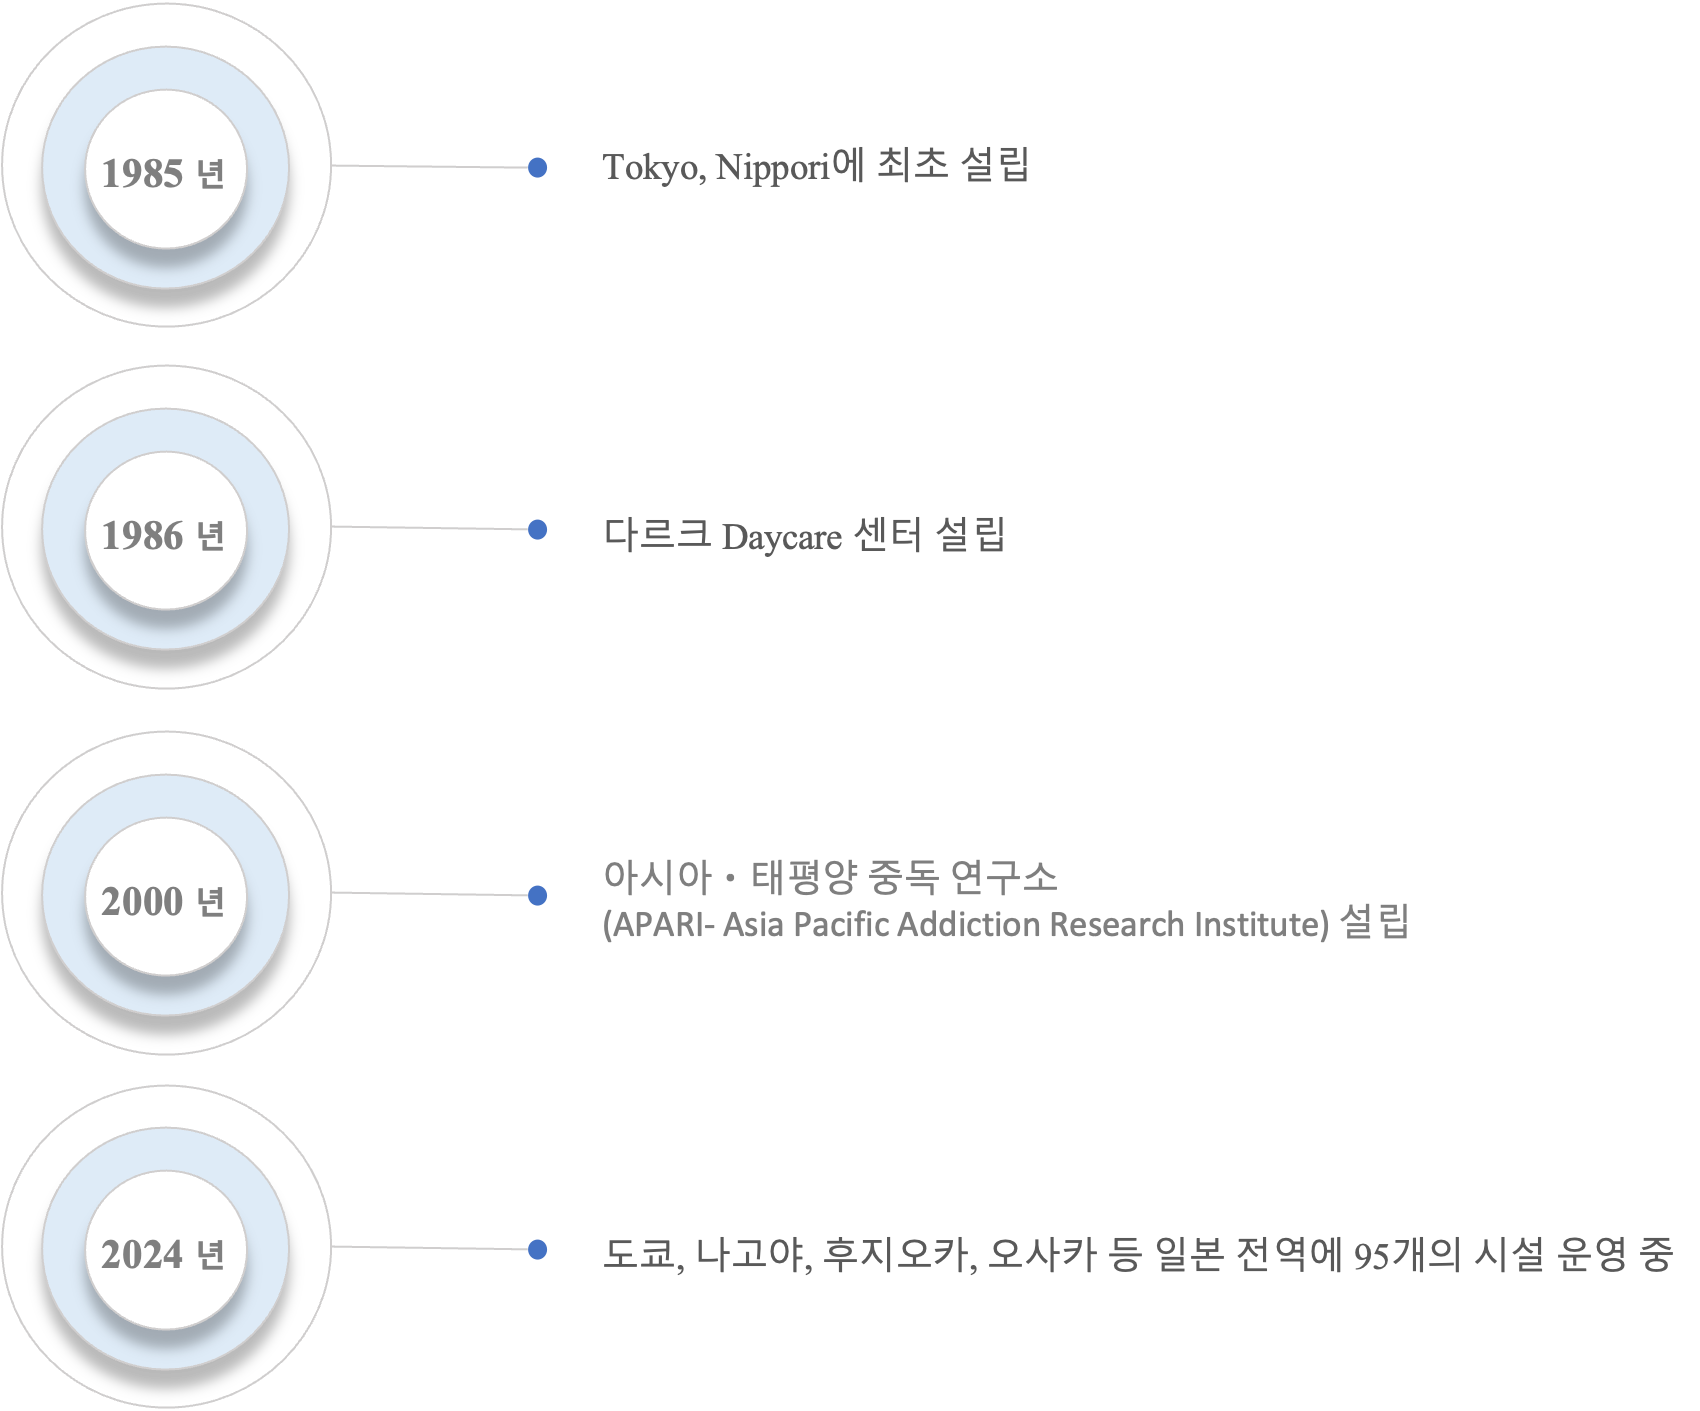 1985 년
Tokyo, Nippori에 최초 설립
1986 년
다르크 Daycare 센터 설립
2000 년
아시아・태평양 중독 연구소
(APARI- Asia Pacific Addiction Research Institute) 설립
2024 년
도쿄, 나고야, 후지오카, 오사카 등 일본 전역에 95개의 시설 운영 중